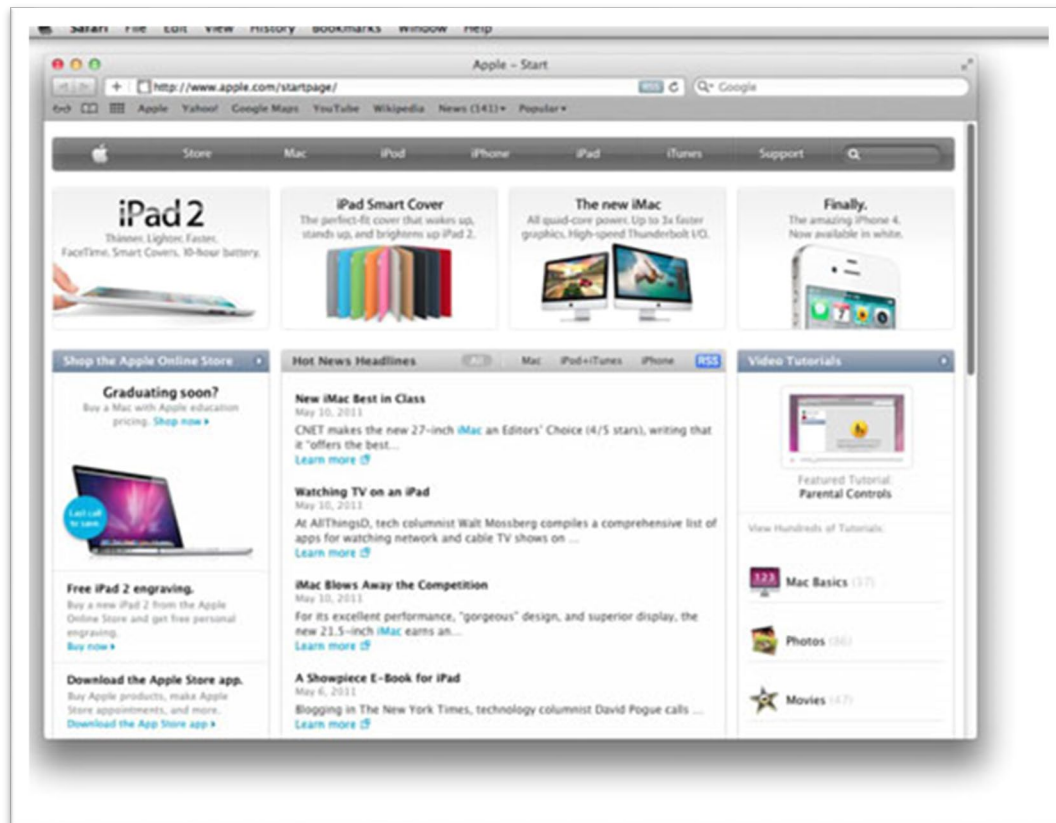 Safari File Edit View History Bookmarks Window Help
Apple – Start
http://www.apple.com/startpage/
RSS
Google
Apple Yahoo! Google Maps YouTube Wikipedia News (141) Popular
Store Mac iPod iPhone iPad iTunes Support
iPad 2
Thinner. Lighter. Faster.
FaceTime. Smart Covers. 10-hour battery.
iPad Smart Cover
The perfect-fit cover that wakes up,
stands up, and brightens up iPad 2.
The new iMac
All quad-core power. Up to 3x faster
graphics. High-speed Thunderbolt I/O.
Finally.
The amazing iPhone 4.
Now available in white.
Shop the Apple Online Store
Graduating soon?
Buy a Mac with Apple education
pricing. Shop now
Last call
to save.
Free iPad 2 engraving.
Buy a new iPad 2 from the Apple
Online Store and get free personal
engraving.
Buy now
Download the Apple Store app.
Buy Apple products, make Apple
Store appointments, and more.
Download the App Store app
Hot News Headlines All Mac iPod+iTunes iPhone RSS
New iMac Best in Class
May 10, 2011
CNET makes the new 27-inch iMac an Editors' Choice (4/5 stars), writing that
it "offers the best...
Learn more
Watching TV on an iPad
May 10, 2011
At AllThingsD, tech columnist Walt Mossberg compiles a comprehensive list of
apps for watching network and cable TV shows on ...
Learn more
iMac Blows Away the Competition
May 10, 2011
For its excellent performance, "gorgeous" design, and superior display, the
new 21.5-inch iMac earns an...
Learn more
A Showpiece E-Book for iPad
May 6, 2011
Blogging in The New York Times, technology columnist David Pogue calls ...
Learn more
Video Tutorials
Featured Tutorial:
Parental Controls
View Hundreds of Tutorials:
123
Mac Basics (37)
Photos (86)
Movies (47)